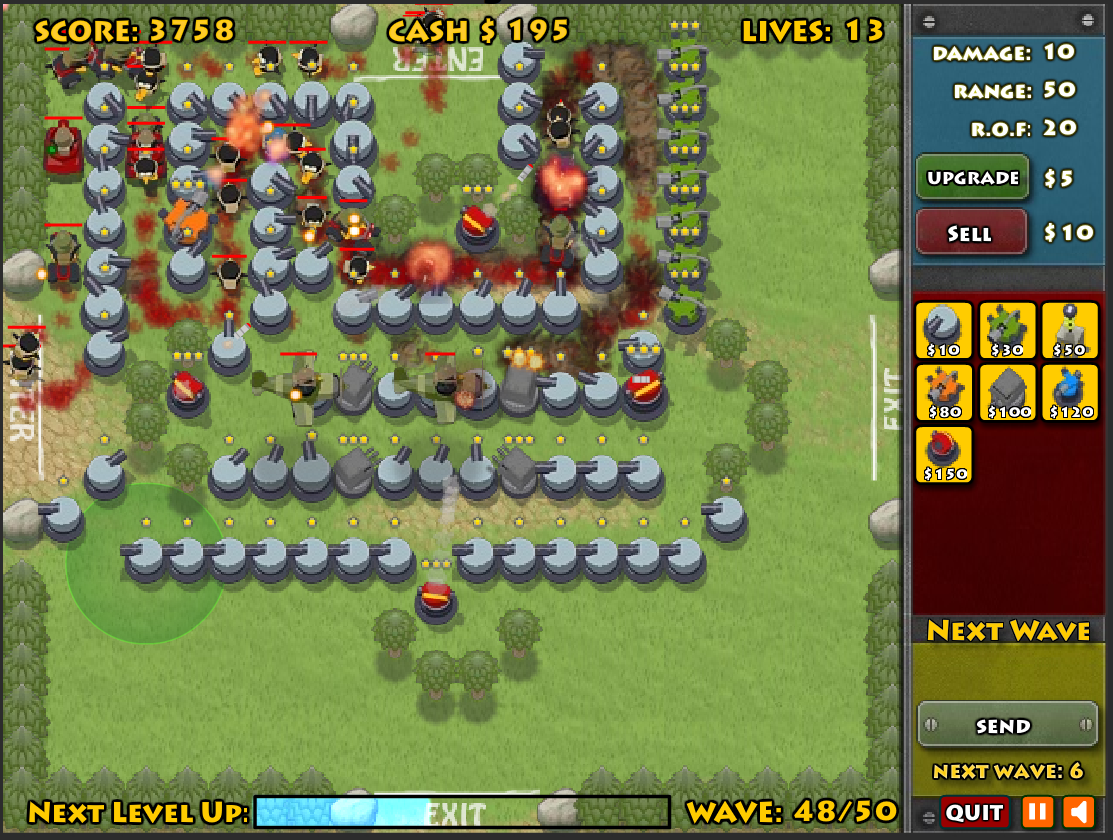 SCORE: 3758
CASH $ 195
LIVES: 13
ENTER
DAMAGE: 10
RANGE: 50
R.O.F: 20
UPGRADE $5
SELL $10
$10 $30 $50
$80 $100 $120
$150
ENTER
EXIT
NEXT WAVE
SEND
NEXT WAVE: 6
NEXT LEVEL UP:
EXIT
WAVE: 48/50
QUIT